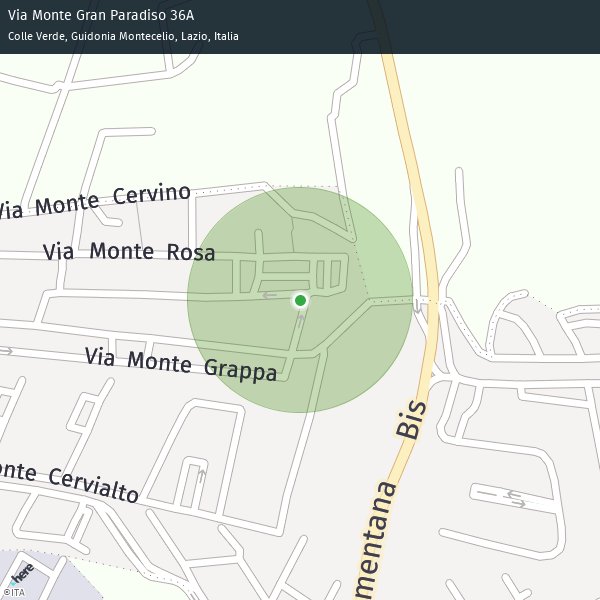 Via Monte Gran Paradiso 36A
Colle Verde, Guidonia Montecelio, Lazio, Italia
Via Monte Cervino
Via Monte Rosa
Via Monte Grappa
Bis
onte Cervialto
mentana
here
©ITA